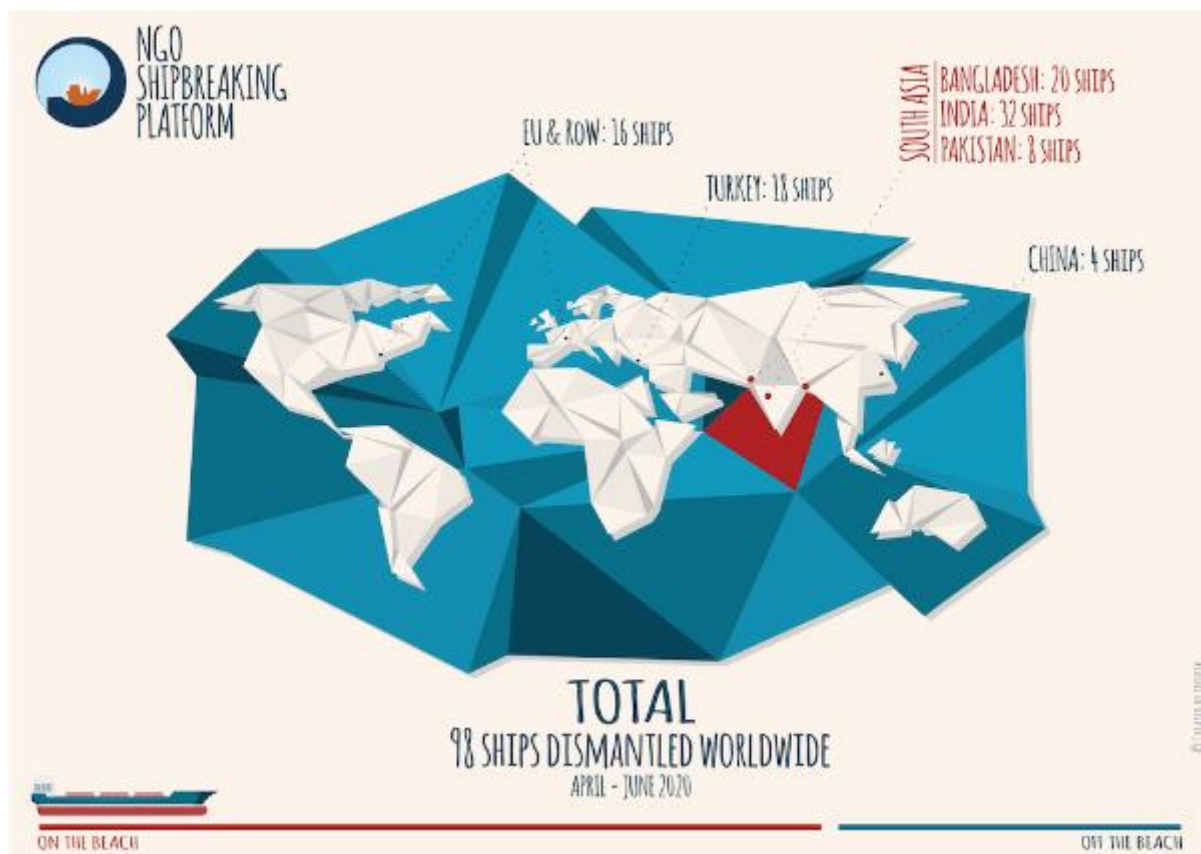 NGO
SHIPBREAKING
PLATFORM
SOUTH ASIA
BANGLADESH: 20 SHIPS
INDIA: 32 SHIPS
PAKISTAN: 8 SHIPS
EU & ROW: 16 SHIPS
TURKEY: 18 SHIPS
CHINA: 4 SHIPS
TOTAL
98 SHIPS DISMANTLED WORLDWIDE
APRIL - JUNE 2020
ON THE BEACH
OFF THE BEACH